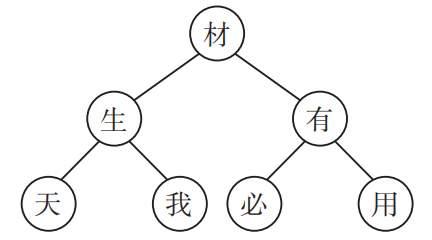 材
生 有
天 我 必 用